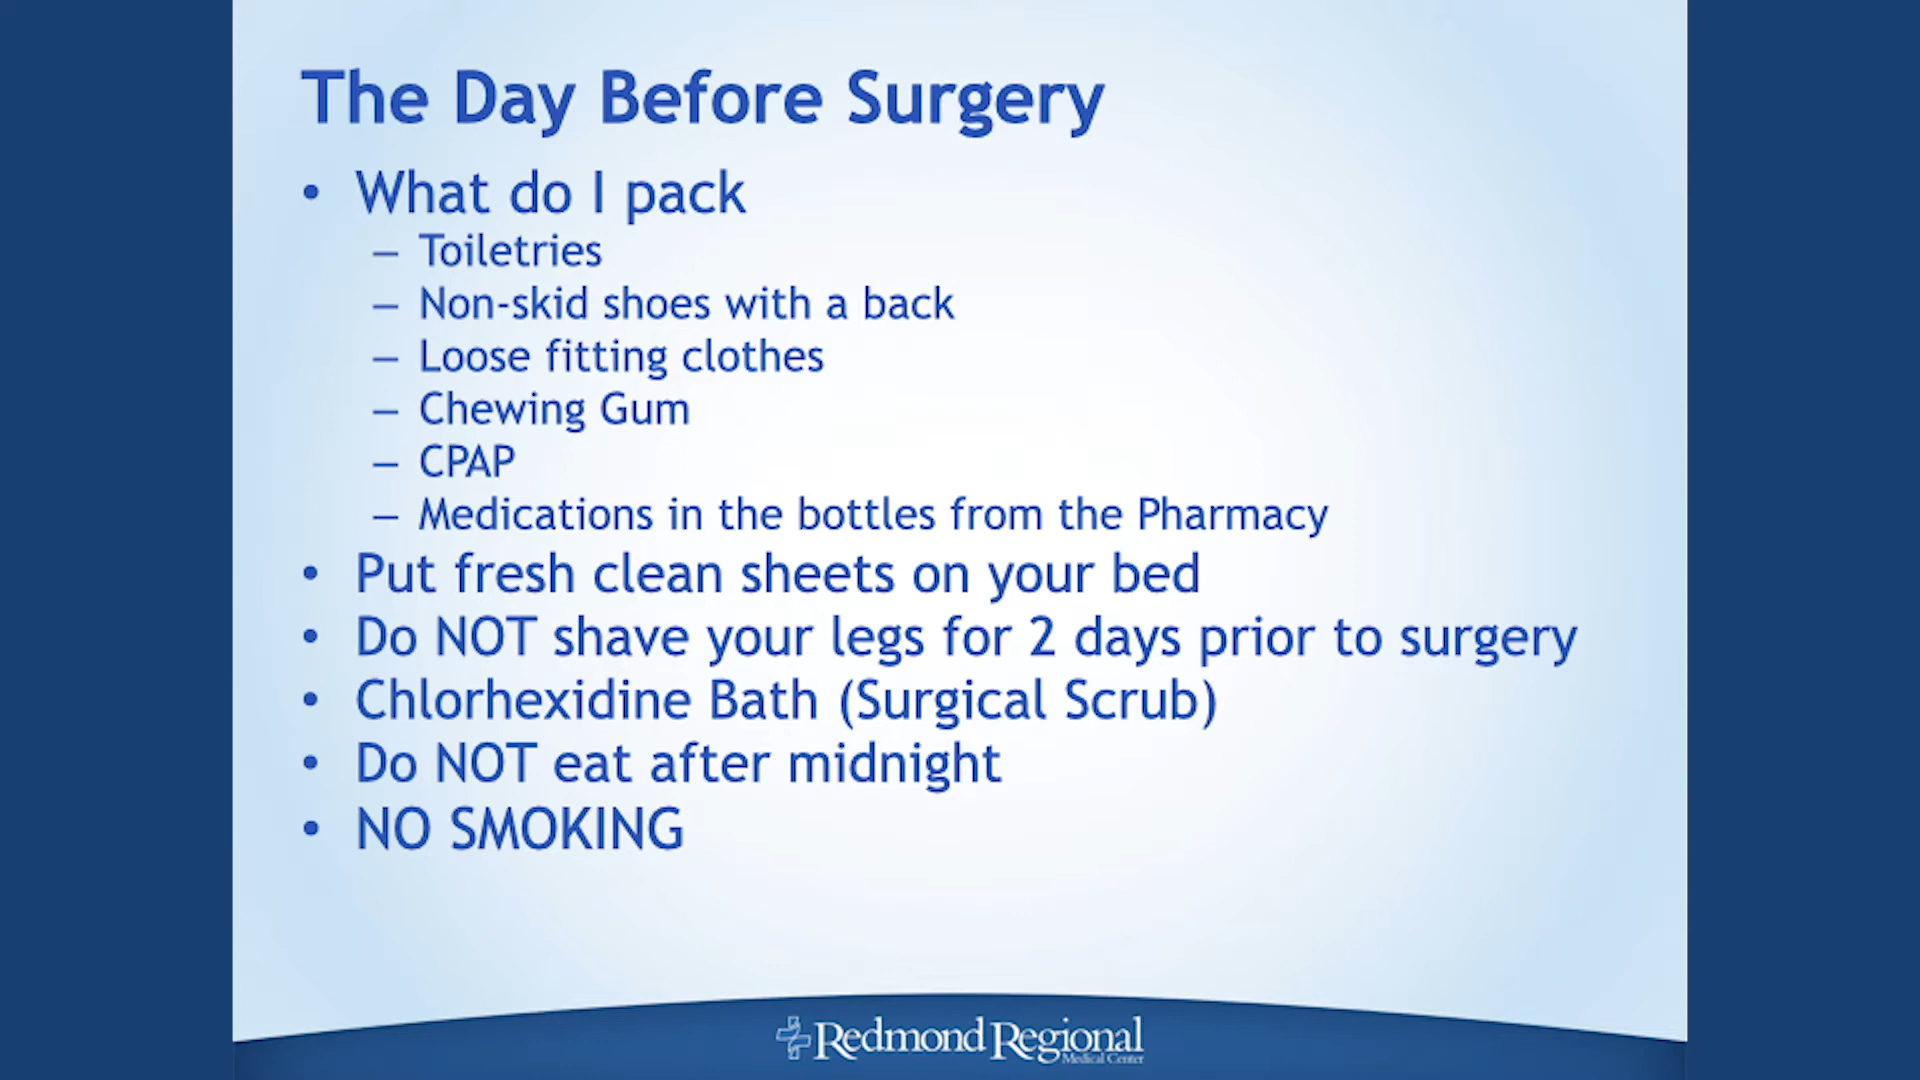 The Day Before Surgery
• What do I pack
– Toiletries
– Non-skid shoes with a back
– Loose fitting clothes
– Chewing Gum
– CPAP
– Medications in the bottles from the Pharmacy
• Put fresh clean sheets on your bed
• Do NOT shave your legs for 2 days prior to surgery
• Chlorhexidine Bath (Surgical Scrub)
• Do NOT eat after midnight
• NO SMOKING
Redmond Regional
Medical Center